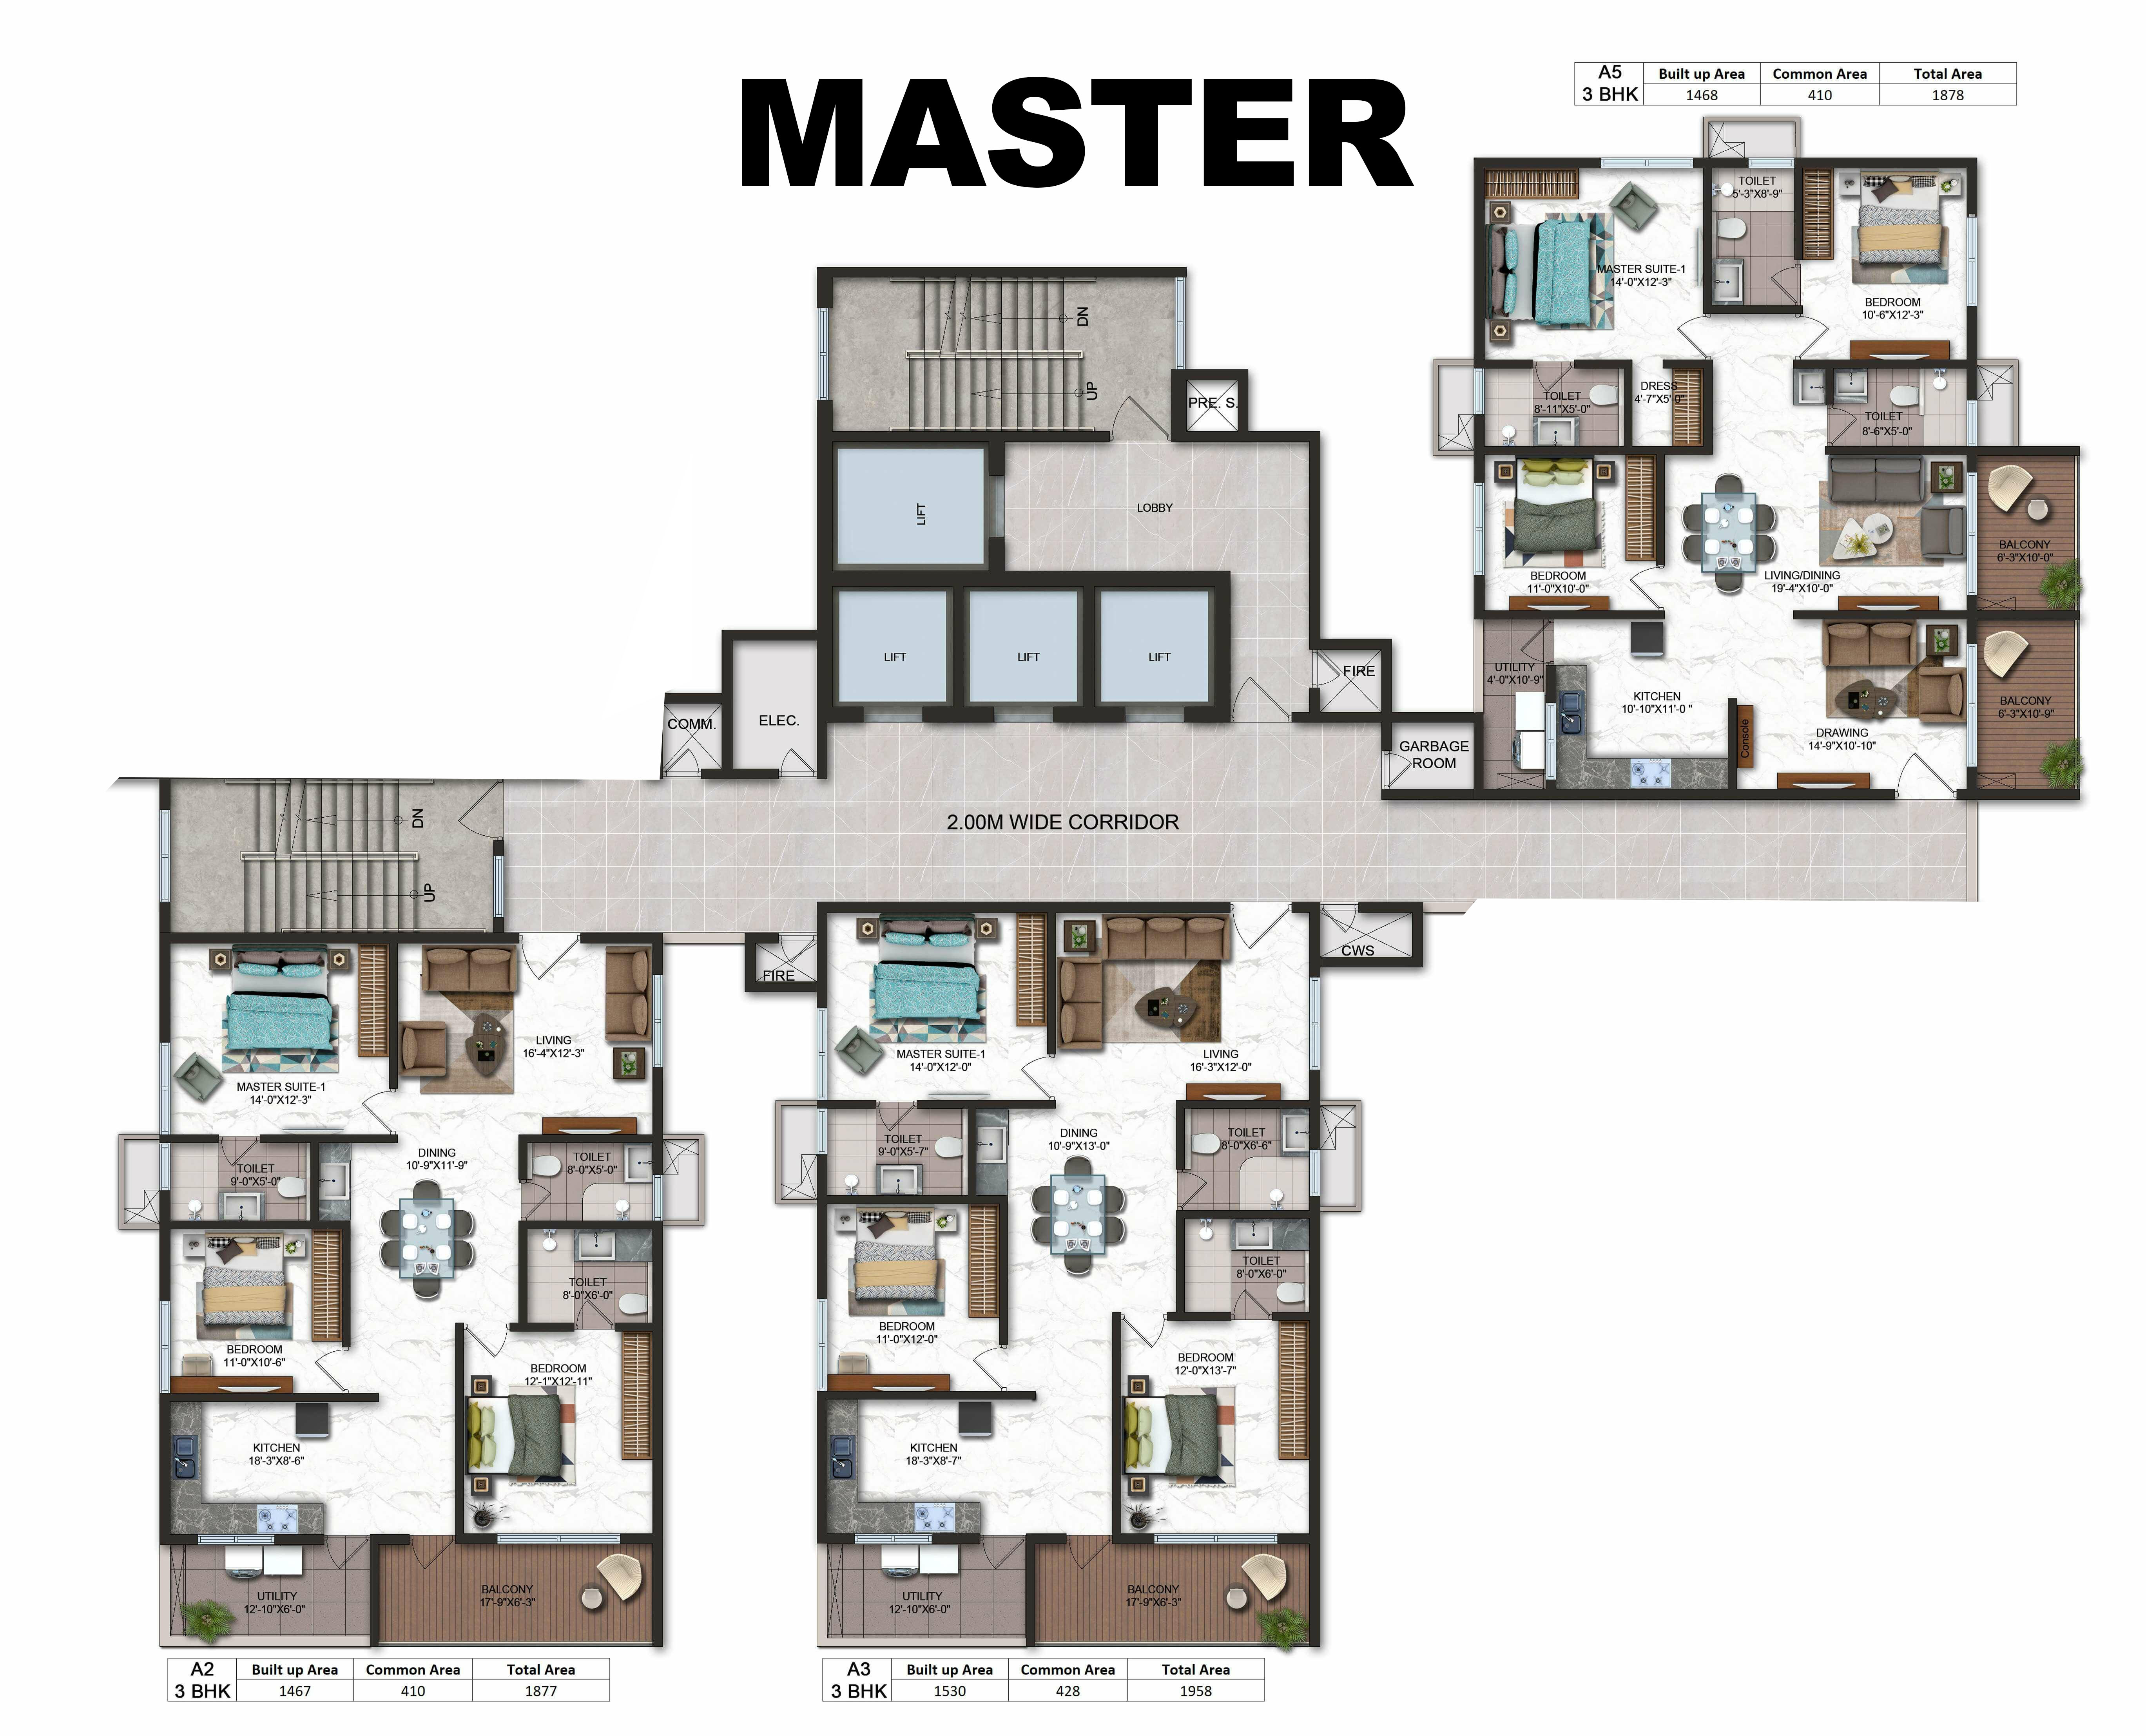 MASTER
A5 Built up Area Common Area Total Area
3 BHK 1468 410 1878
TOILET
5'-3"X8'-9"
MASTER SUITE-1
14'-0"X12'-3"
BEDROOM
10'-6"X12'-3"
TOILET
8'-11"X5'-0"
DRESS
4'-7"X5'-0"
TOILET
8'-6"X5'-0"
BEDROOM
11'-0"X10'-0"
LIVING/DINING
19'-4"X10'-0"
BALCONY
6'-3"X10'-0"
UTILITY
4'-0"X10'-9"
KITCHEN
10'-10"X11'-0 "
Console
DRAWING
14'-9"X10'-10"
BALCONY
6'-3"X10'-9"
DN
UP
PRE. S.
LIFT
LOBBY
LIFT
LIFT
LIFT
FIRE
COMM.
ELEC.
GARBAGE
ROOM
2.00M WIDE CORRIDOR
DN
UP
FIRE
CWS
MASTER SUITE-1
14'-0"X12'-3"
LIVING
16'-4"X12'-3"
TOILET
9'-0"X5'-0"
DINING
10'-9"X11'-9"
TOILET
8'-0"X5'-0"
TOILET
8'-0"X6'-0"
BEDROOM
11'-0"X10'-6"
BEDROOM
12'-1"X12'-11"
KITCHEN
18'-3"X8'-6"
UTILITY
12'-10"X6'-0"
BALCONY
17'-9"X6'-3"
A2 Built up Area Common Area Total Area
3 BHK 1467 410 1877
MASTER SUITE-1
14'-0"X12'-0"
LIVING
16'-3"X12'-0"
TOILET
9'-0"X5'-7"
DINING
10'-9"X13'-0"
TOILET
8'-0"X6'-6"
TOILET
8'-0"X6'-0"
BEDROOM
11'-0"X12'-0"
BEDROOM
12'-0"X13'-7"
KITCHEN
18'-3"X8'-7"
UTILITY
12'-10"X6'-0"
BALCONY
17'-9"X6'-3"
A3 Built up Area Common Area Total Area
3 BHK 1530 428 1958